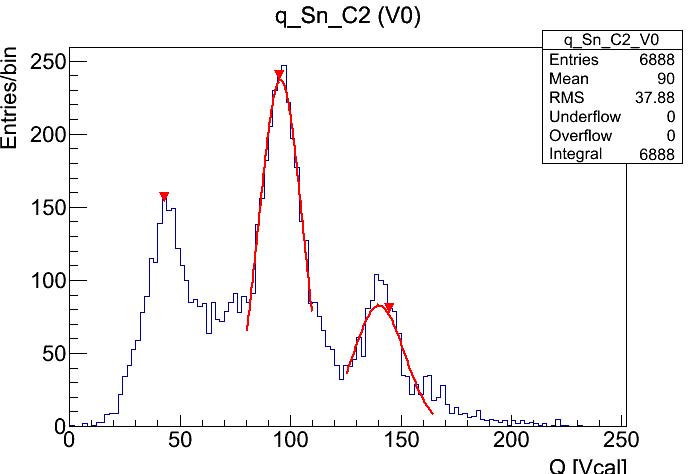 q_Sn_C2 (V0)
q_Sn_C2_V0
Entries 6888
Mean 90
RMS 37.88
Underflow 0
Overflow 0
Integral 6888
Entries/bin
250
200
150
100
50
0
0 50 100 150 200 250
Q [Vcal]